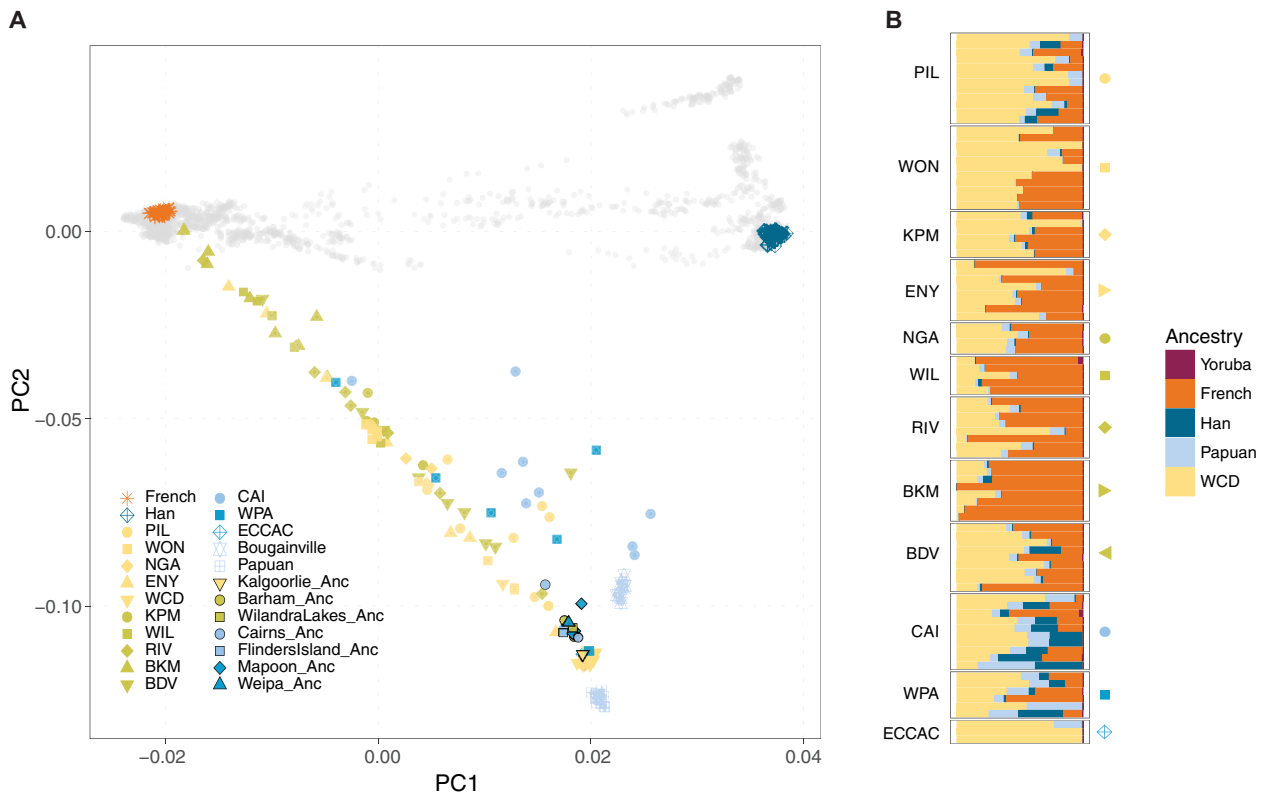 A
B
PC2
0.00
−0.05
−0.10
−0.02
0.00
0.02
0.04
PC1
French
Han
PIL
WON
NGA
ENY
WCD
KPM
WIL
RIV
BKM
BDV
CAI
WPA
ECCAC
Bougainville
Papuan
Kalgoorlie_Anc
Barham_Anc
WilandraLakes_Anc
Cairns_Anc
FlindersIsland_Anc
Mapoon_Anc
Weipa_Anc
PIL
WON
KPM
ENY
NGA
WIL
RIV
BKM
BDV
CAI
WPA
ECCAC
Ancestry
Yoruba
French
Han
Papuan
WCD